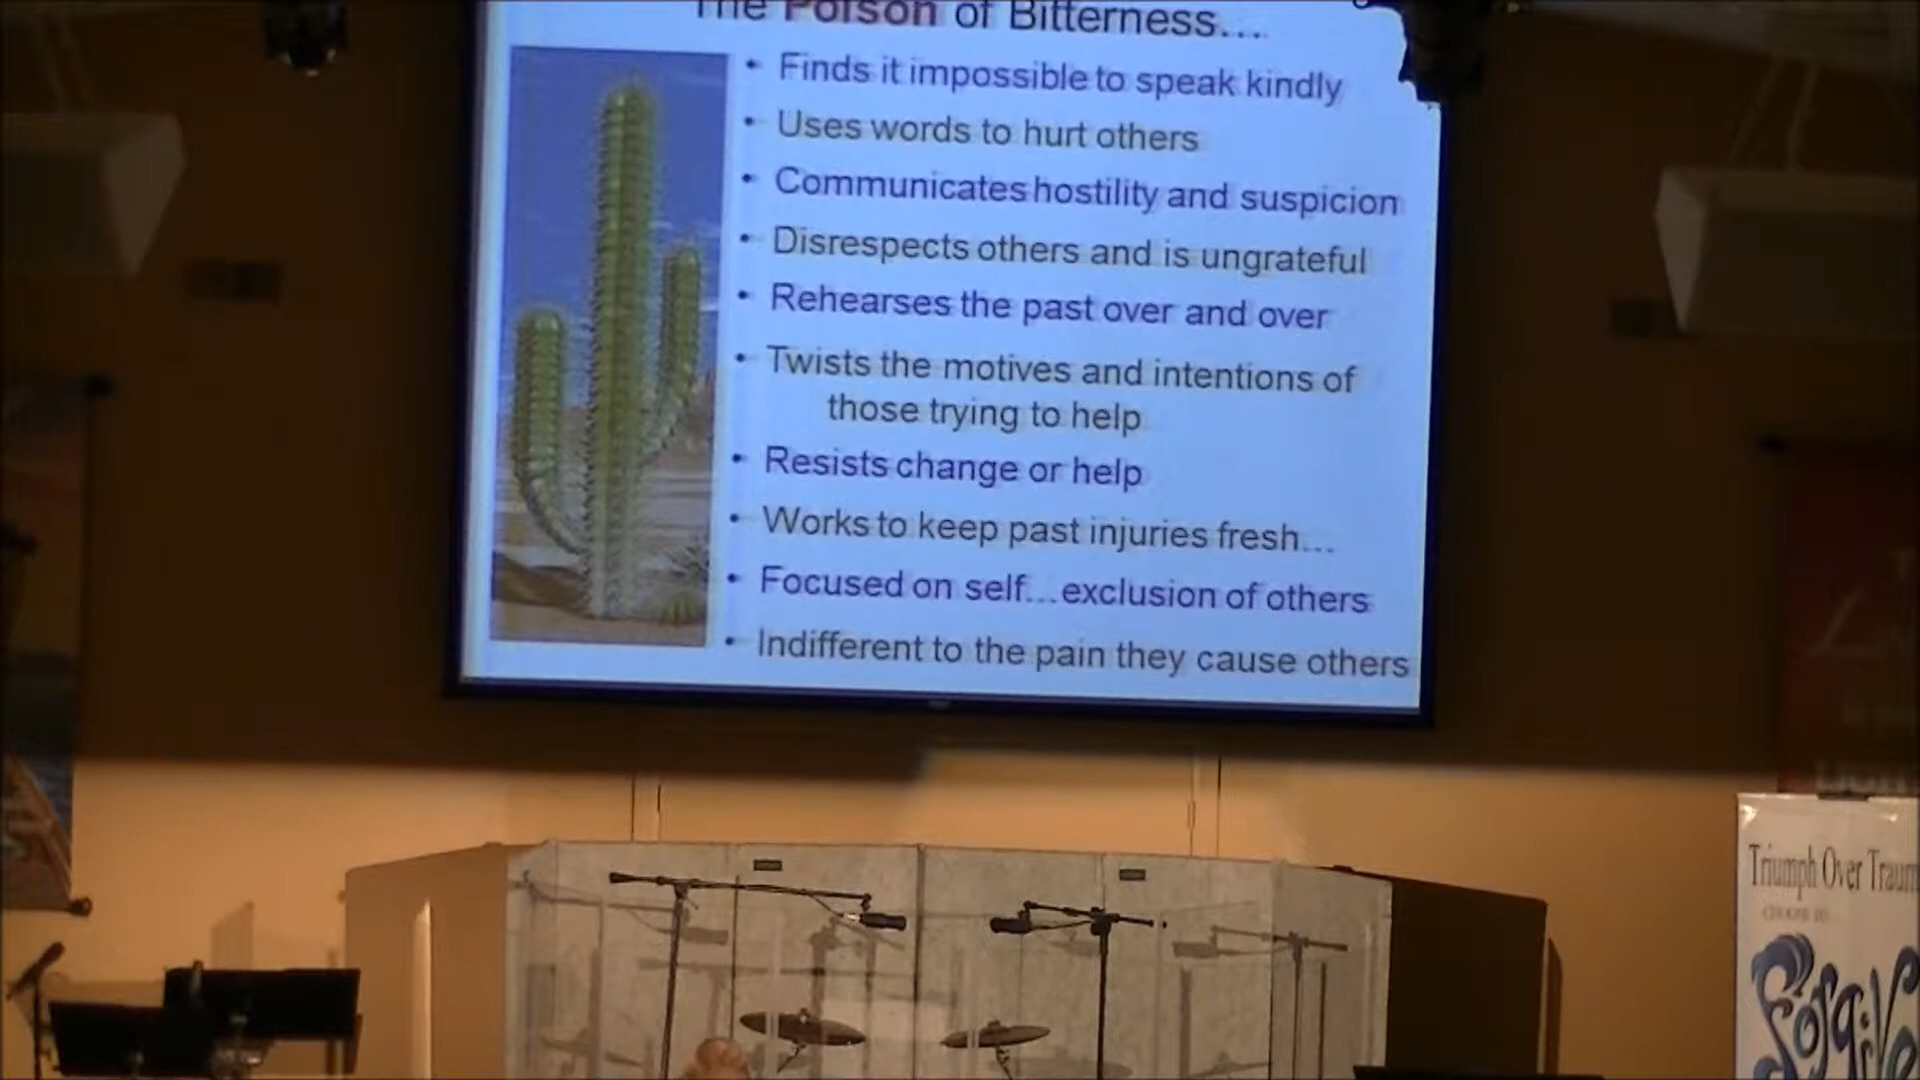 The Poison of Bitterness...
• Finds it impossible to speak kindly
• Uses words to hurt others
• Communicates hostility and suspicion
• Disrespects others and is ungrateful
• Rehearses the past over and over
• Twists the motives and intentions of
those trying to help
• Resists change or help
• Works to keep past injuries fresh...
• Focused on self...exclusion of others
• Indifferent to the pain they cause others
Triumph Over Traum
CHOOSE TO
Forgive